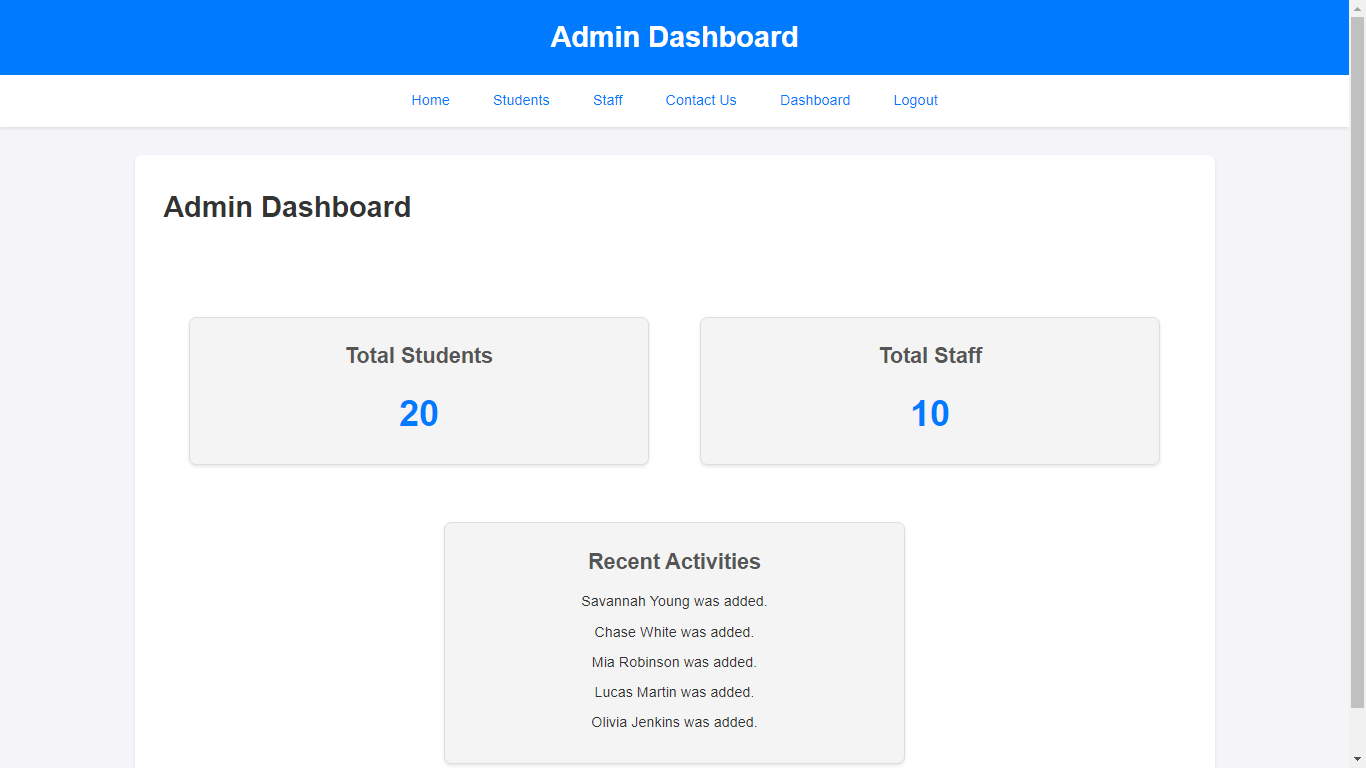 Admin Dashboard
Home Students Staff Contact Us Dashboard Logout
Admin Dashboard
Total Students
20
Total Staff
10
Recent Activities
Savannah Young was added.
Chase White was added.
Mia Robinson was added.
Lucas Martin was added.
Olivia Jenkins was added.